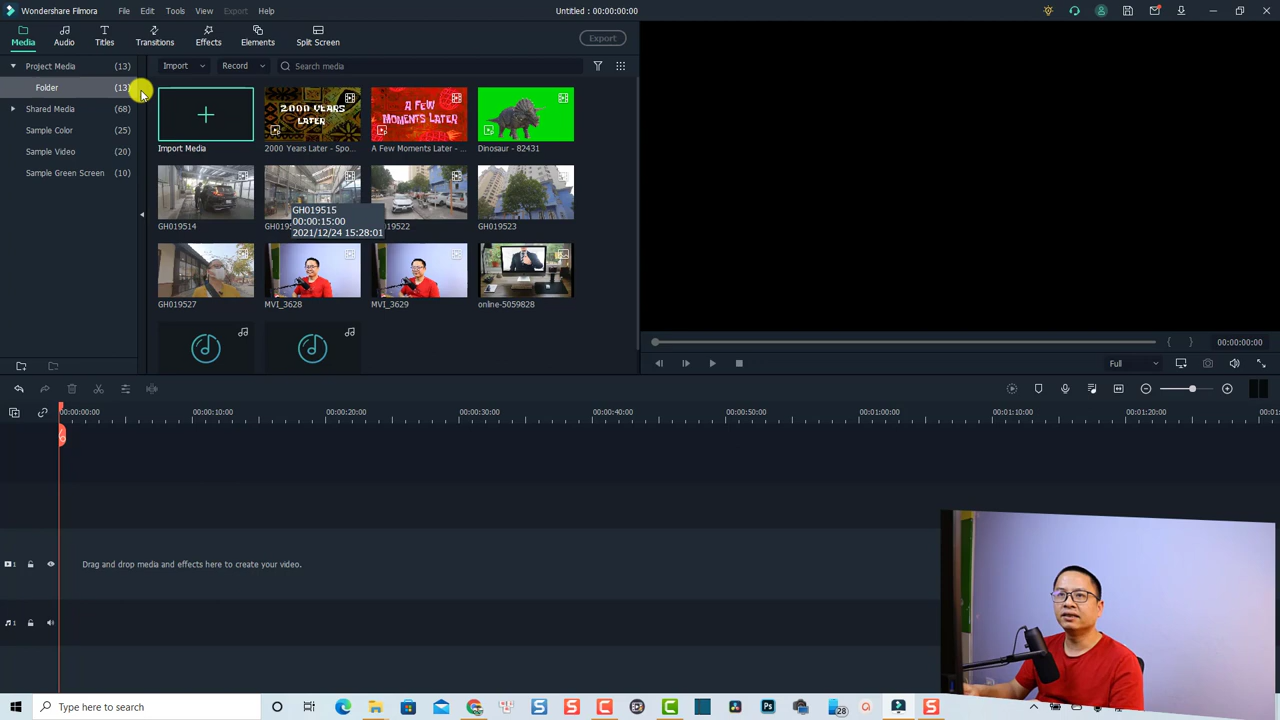 Wondershare Filmora File Edit Tools View Export Help Untitled : 00:00:00:00
Media Audio Titles Transitions Effects Elements Split Screen Export
Project Media (13) Import Record Search media
Folder (13)
Shared Media (68)
Sample Color (25)
Sample Video (20)
Sample Green Screen (10)
2000 YEARS
LATER
A FEW
MOMENTS LATER
Import Media 2000 Years Later - Spo... A Few Moments Later - ... Dinosaur - 82431
GH019515
00:00:15:00
2021/12/24 15:28:01
GH019514 GH019523
GH019527 MVI_3628 MVI_3629 online-5059828
00:00:00:00
Full
00:00:00:00 00:00:10:00 00:00:20:00 00:00:30:00 00:00:40:00 00:00:50:00 00:01:00:00 00:01:10:00 00:01:20:00
1 Drag and drop media and effects here to create your video.
1
Type here to search 28